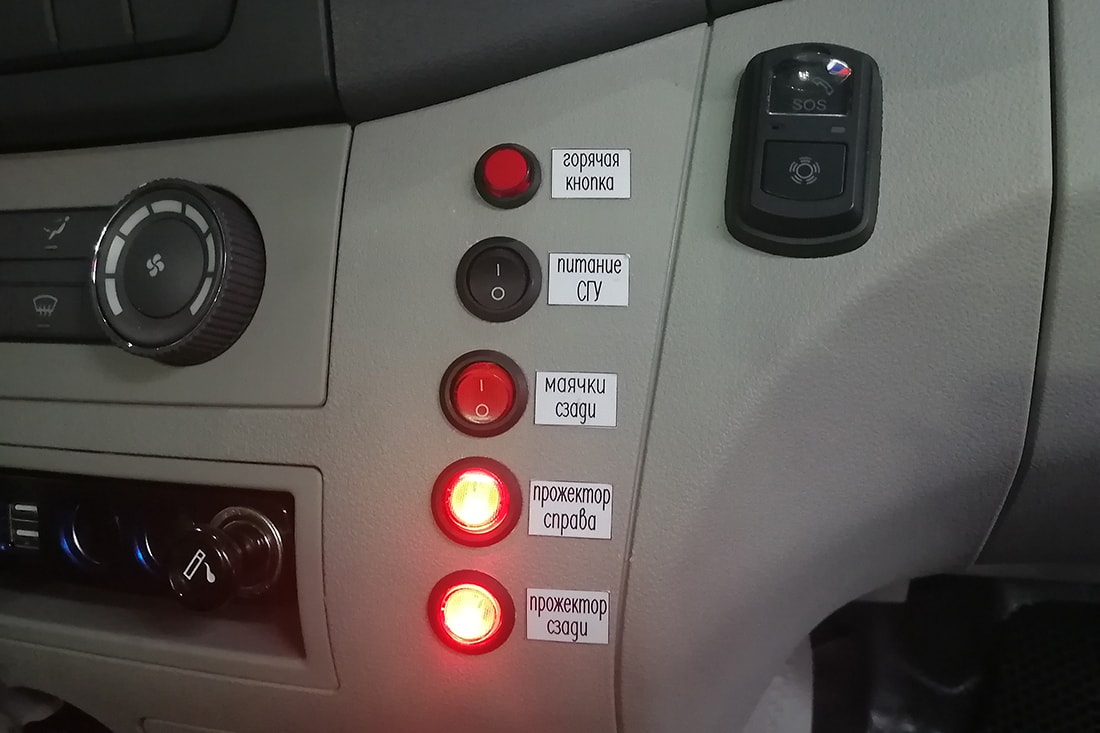 SOS
горячая
кнопка
питание
СГУ
маячки
сзади
прожектор
справа
прожектор
сзади